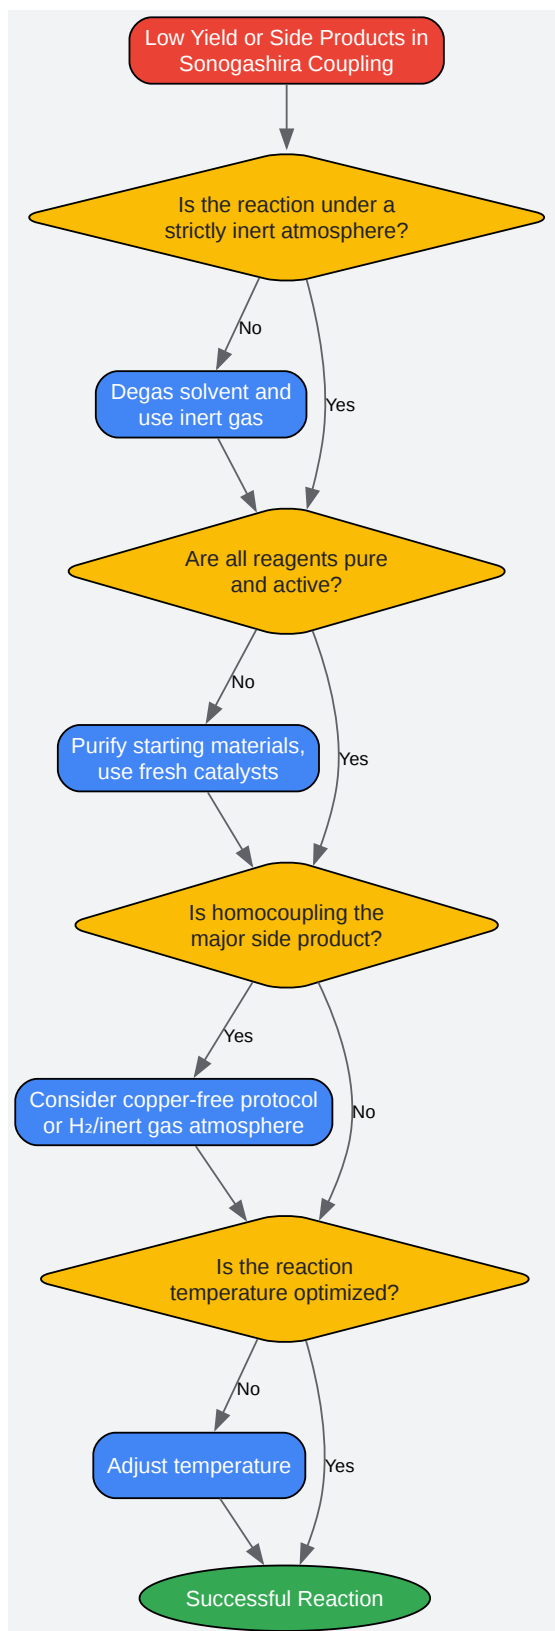 Low Yield or Side Products in
Sonogashira Coupling
Is the reaction under a
strictly inert atmosphere?
No
Yes
Degas solvent and
use inert gas
Are all reagents pure
and active?
No
Yes
Purify starting materials,
use fresh catalysts
Is homocoupling the
major side product?
Yes
No
Consider copper-free protocol
or H₂/inert gas atmosphere
Is the reaction
temperature optimized?
No
Yes
Adjust temperature
Successful Reaction